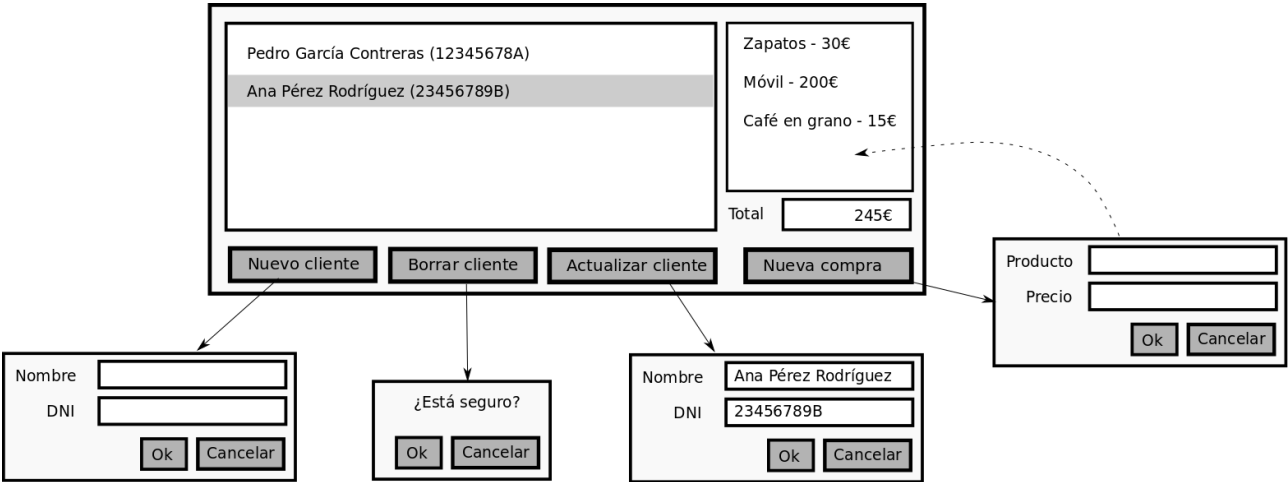 Pedro García Contreras (12345678A)
Ana Pérez Rodríguez (23456789B)
Zapatos - 30€
Móvil - 200€
Café en grano - 15€
Total
245€
Nuevo cliente
Borrar cliente
Actualizar cliente
Nueva compra
Producto
Precio
Ok
Cancelar
Nombre
DNI
Ok
Cancelar
¿Está seguro?
Ok
Cancelar
Nombre
Ana Pérez Rodríguez
DNI
23456789B
Ok
Cancelar